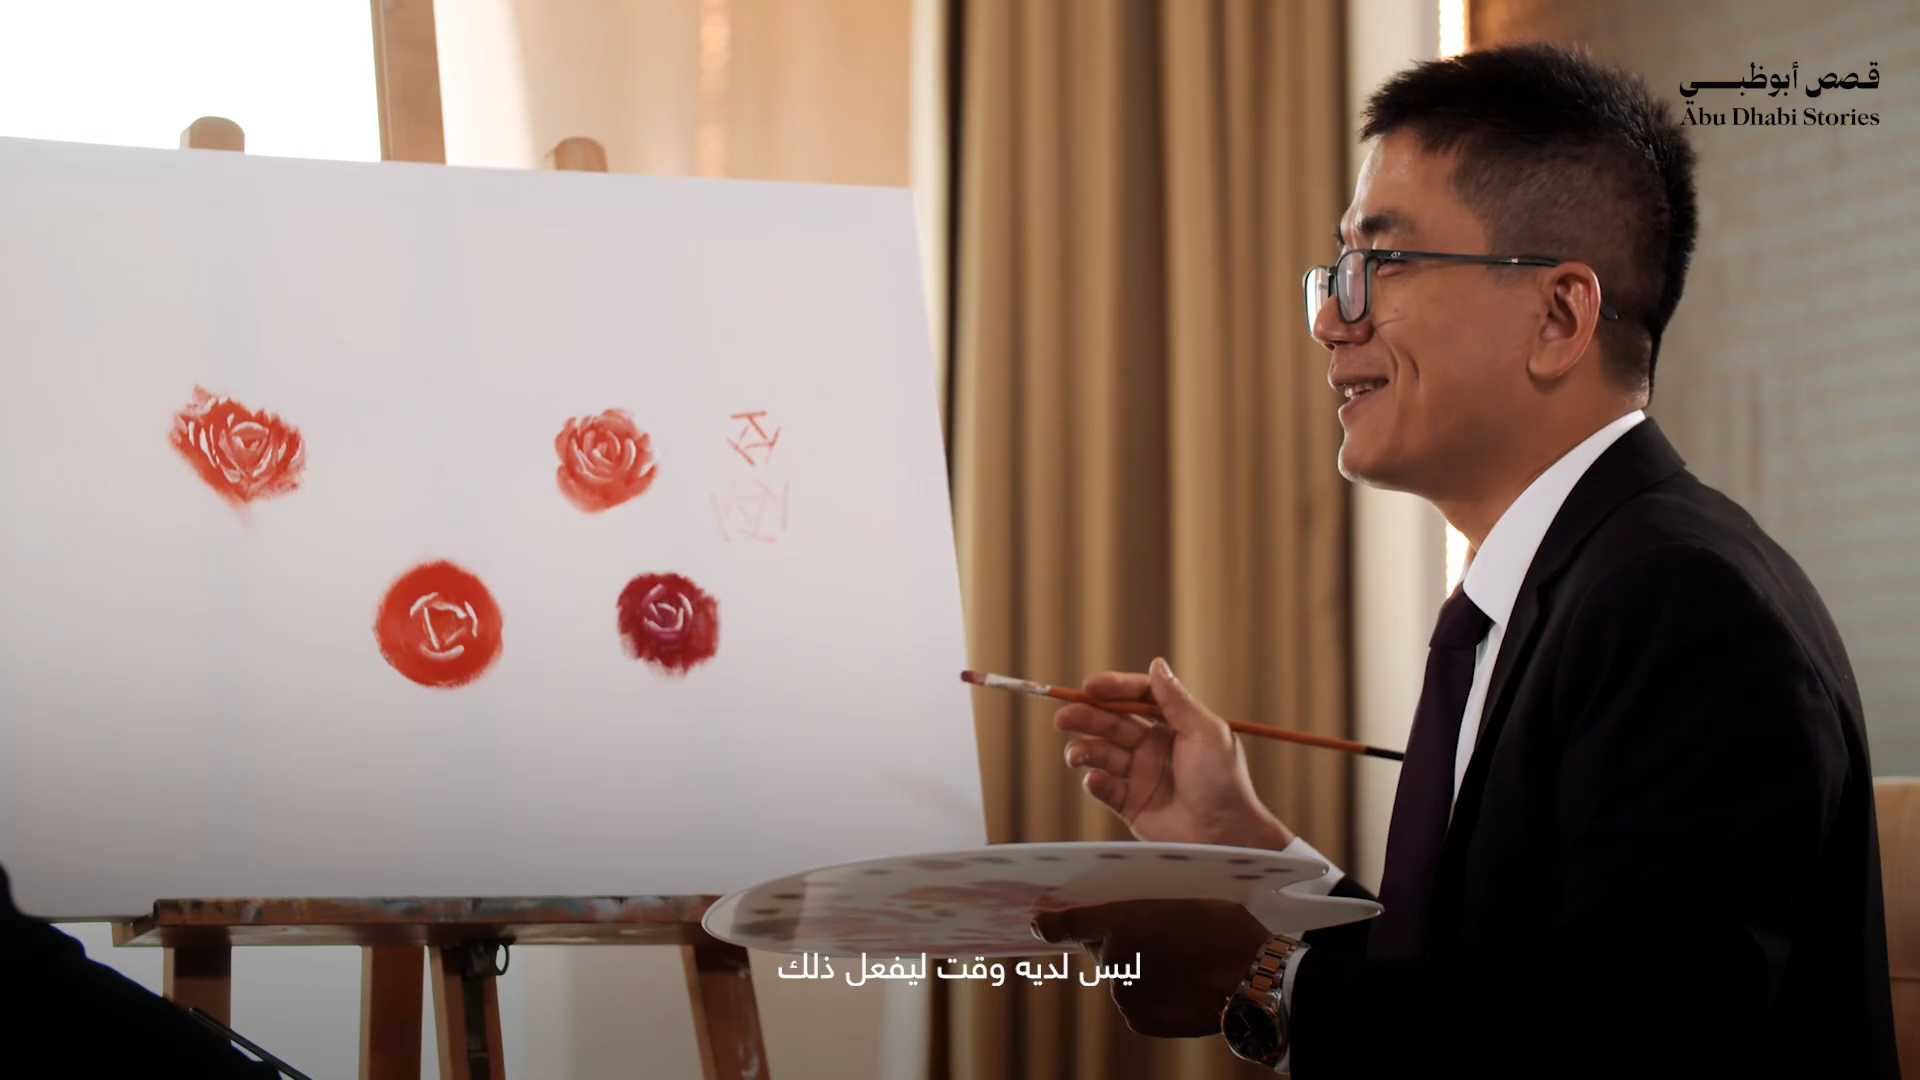 قصص أبوظبي
Abu Dhabi Stories
ليس لديه وقت ليفعل ذلك